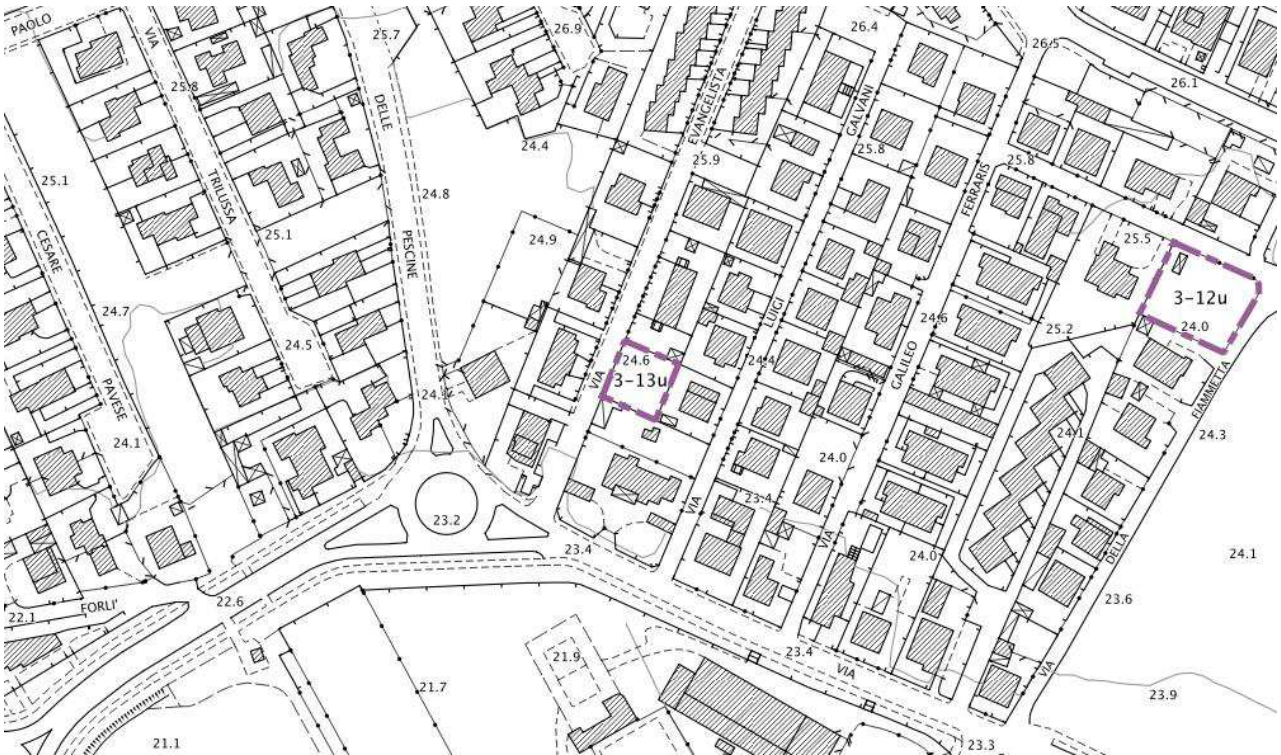 PAOLO
VIA
25.7
26.9
26.4
26.5
26.1
25.8
DELLE
EVANGELISTA
GALVANI
24.4
25.9
25.8
25.8
25.1
TRILUSSA
24.8
FERRARIS
CESARE
25.1
PESCINE
24.9
25.5
3-12u
24.7
24.5
LUIGI
24.6
25.2
24.0
24.6
24.4
GALILEO
VIA
3-13u
PAVESE
FIAMMETTA
24.1
24.1
24.3
24.0
VIA
23.4
23.2
VIA
DELLA
23.4
24.0
24.1
22.6
FORLI'
22.1
23.6
21.9
23.4
VIA
VIA
21.7
23.9
21.1
23.3